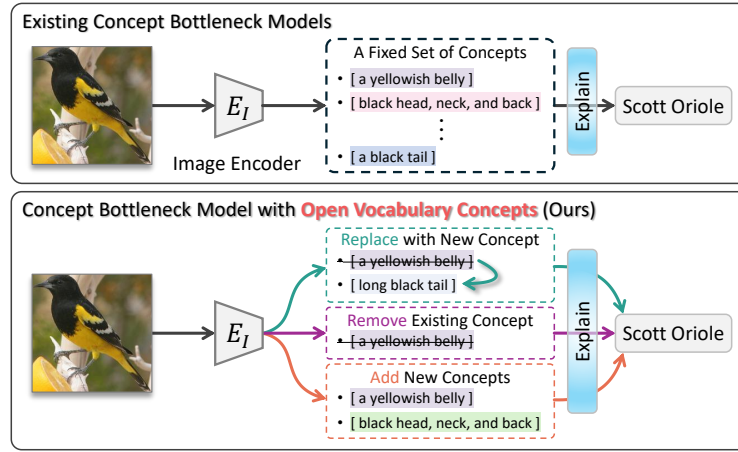 Existing Concept Bottleneck Models
A Fixed Set of Concepts
• [ a yellowish belly ]
• [ black head, neck, and back ]
⋮
• [ a black tail ]
E_I
Image Encoder
Explain
Scott Oriole
Concept Bottleneck Model with Open Vocabulary Concepts (Ours)
Replace with New Concept
• [ a yellowish belly ]
• [ long black tail ]
Remove Existing Concept
• [ a yellowish belly ]
Add New Concepts
• [ a yellowish belly ]
• [ black head, neck, and back ]
E_I
Explain
Scott Oriole